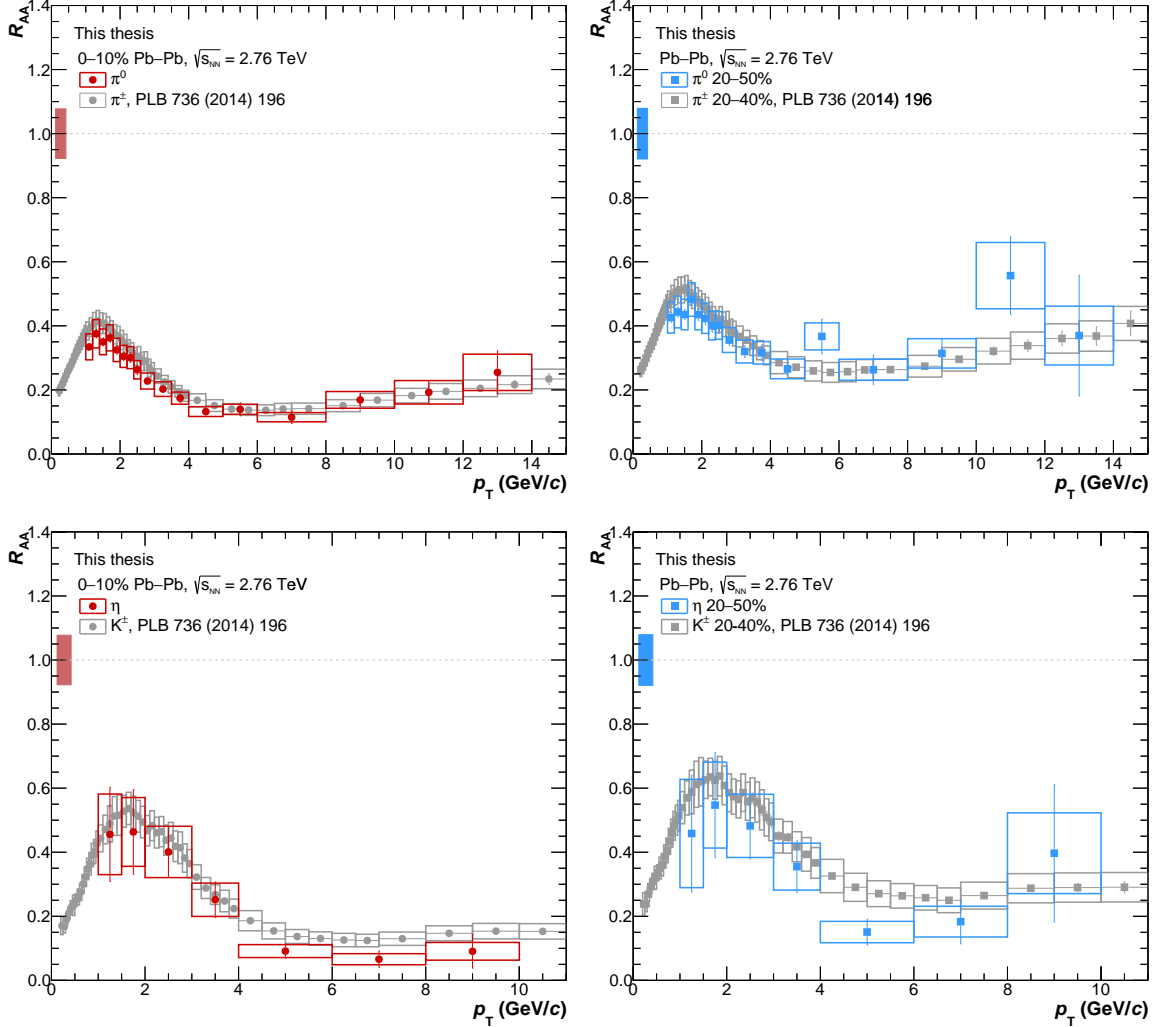 R_AA
1.4
1.2
1.0
0.8
0.6
0.4
0.2
0.0
This thesis
0–10% Pb–Pb, √s_NN = 2.76 TeV
π⁰
π±, PLB 736 (2014) 196
0 2 4 6 8 10 12 14
p_T (GeV/c)
R_AA
1.4
1.2
1.0
0.8
0.6
0.4
0.2
0.0
This thesis
Pb–Pb, √s_NN = 2.76 TeV
π⁰ 20–50%
π± 20–40%, PLB 736 (2014) 196
0 2 4 6 8 10 12 14
p_T (GeV/c)
R_AA
1.4
1.2
1.0
0.8
0.6
0.4
0.2
0.0
This thesis
0–10% Pb–Pb, √s_NN = 2.76 TeV
η
K±, PLB 736 (2014) 196
0 2 4 6 8 10
p_T (GeV/c)
R_AA
1.4
1.2
1.0
0.8
0.6
0.4
0.2
0.0
This thesis
Pb–Pb, √s_NN = 2.76 TeV
η 20–50%
K± 20-40%, PLB 736 (2014) 196
0 2 4 6 8 10
p_T (GeV/c)